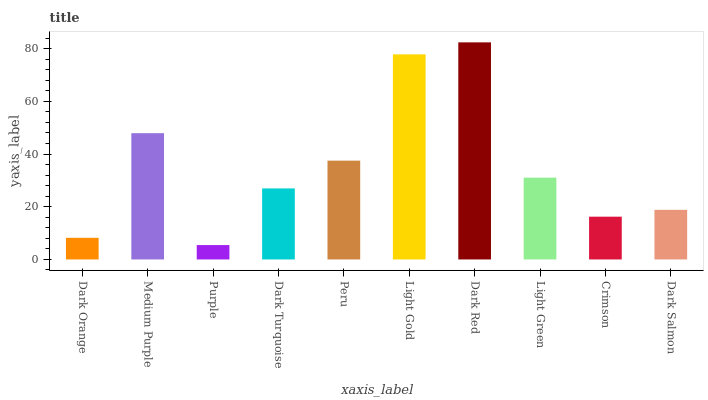 title
80
60
40
20
0
yaxis_label
Dark Orange
Medium Purple
Purple
Dark Turquoise
Peru
Light Gold
Dark Red
Light Green
Crimson
Dark Salmon
xaxis_label